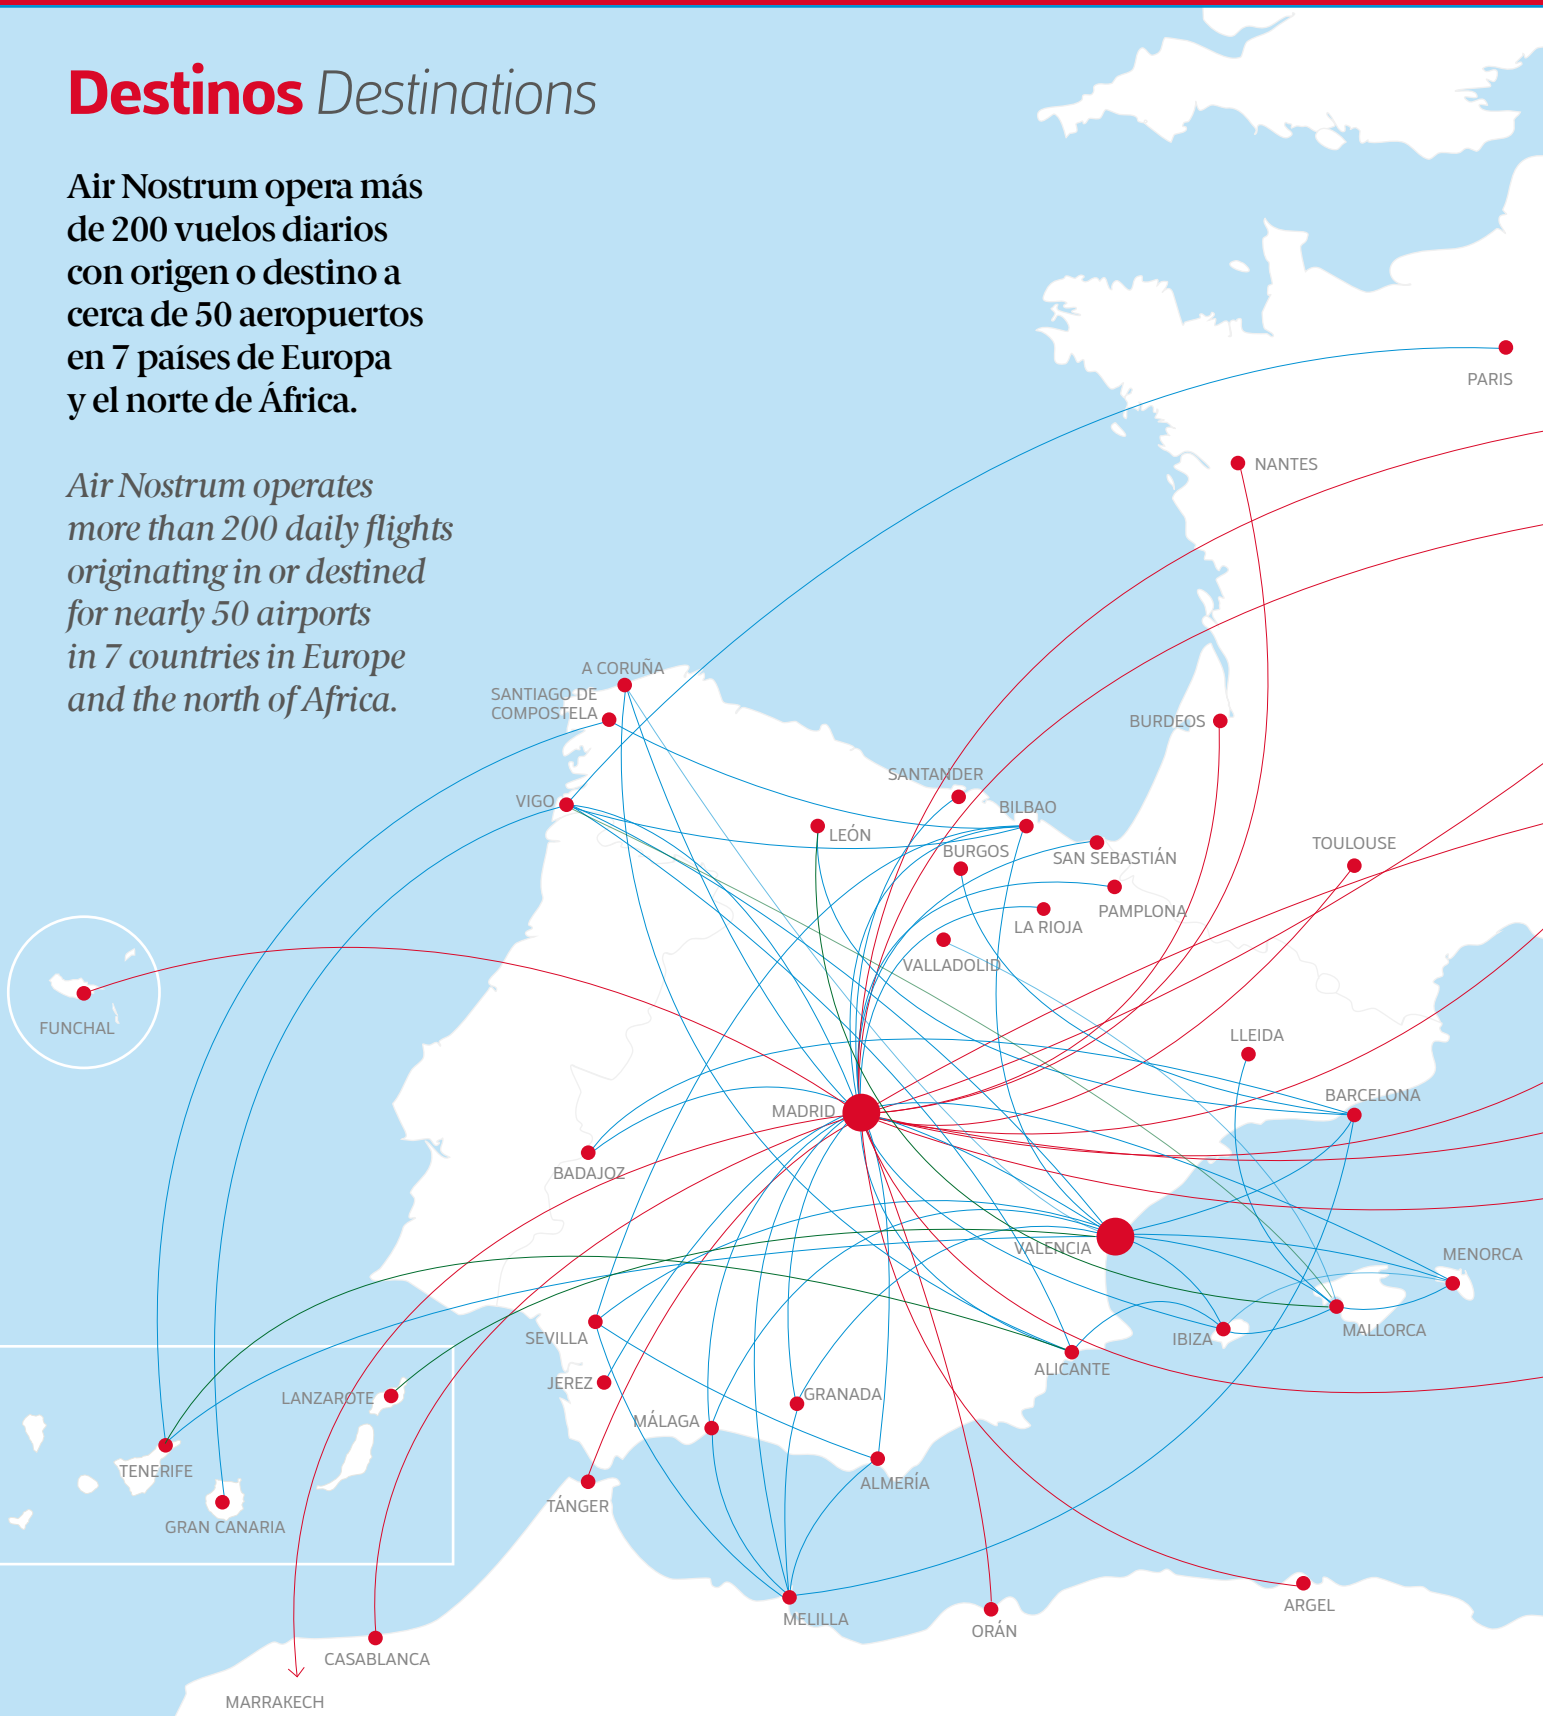 Destinos Destinations
Air Nostrum opera más
de 200 vuelos diarios
con origen o destino a
cerca de 50 aeropuertos
en 7 países de Europa
y el norte de África.
Air Nostrum operates
more than 200 daily flights
originating in or destined
for nearly 50 airports
in 7 countries in Europe
and the north of Africa.
PARIS
NANTES
A CORUÑA
SANTIAGO DE
COMPOSTELA
BURDEOS
SANTANDER
VIGO
BILBAO
LEÓN
TOULOUSE
BURGOS
SAN SEBASTIÁN
PAMPLONA
LA RIOJA
VALLADOLID
FUNCHAL
LLEIDA
BARCELONA
MADRID
BADAJOZ
VALENCIA
MENORCA
MALLORCA
IBIZA
SEVILLA
ALICANTE
JEREZ
LANZAROTE
GRANADA
MÁLAGA
TENERIFE
ALMERÍA
TÁNGER
GRAN CANARIA
ARGEL
MELILLA
ORÁN
CASABLANCA
MARRAKECH